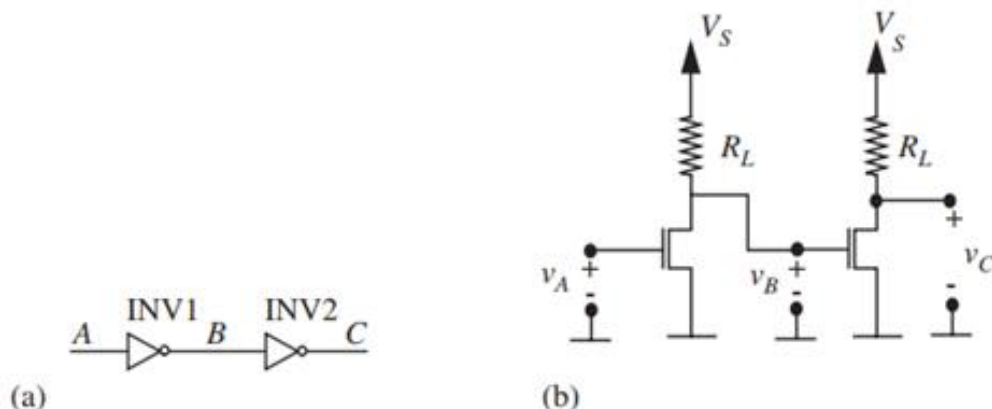 INV1 INV2
A B C
(a)
V_S V_S
R_L R_L
v_A + - v_B + - + - v_C
(b)